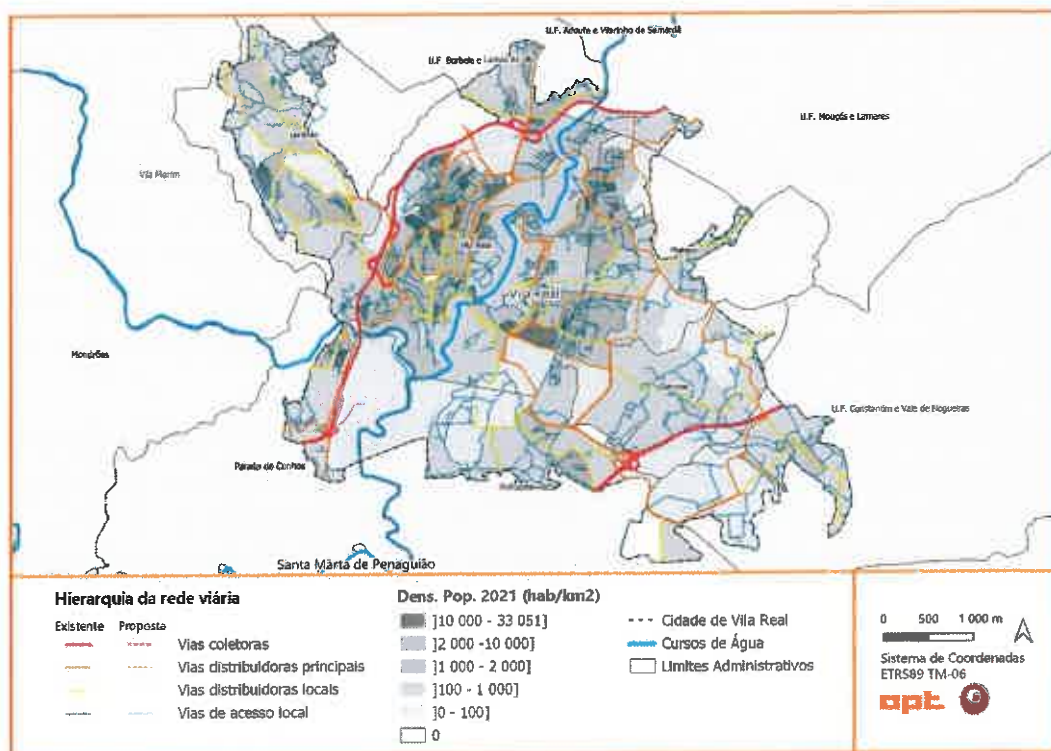 U.F. Adoufe e Vilarinho de Samardã
U.F. Borbela e Lamas de
U.F. Mouçós e Lamares
Vila Marim
Vila Real
Mondrões
U.F. Constantim e Vale de Nogueiras
Parada de Cunhos
Santa Marta de Penaguião
Hierarquia da rede viária
Existente Proposta
Vias coletoras
Vias distribuidoras principais
Vias distribuidoras locais
Vias de acesso local
Dens. Pop. 2021 (hab/km2)
]10 000 - 33 051]
]2 000 -10 000]
]1 000 - 2 000]
]100 - 1 000]
]0 - 100]
0
Cidade de Vila Real
Cursos de Água
Limites Administrativos
0 500 1 000 m
Sistema de Coordenadas
ETRS89 TM-06
opt